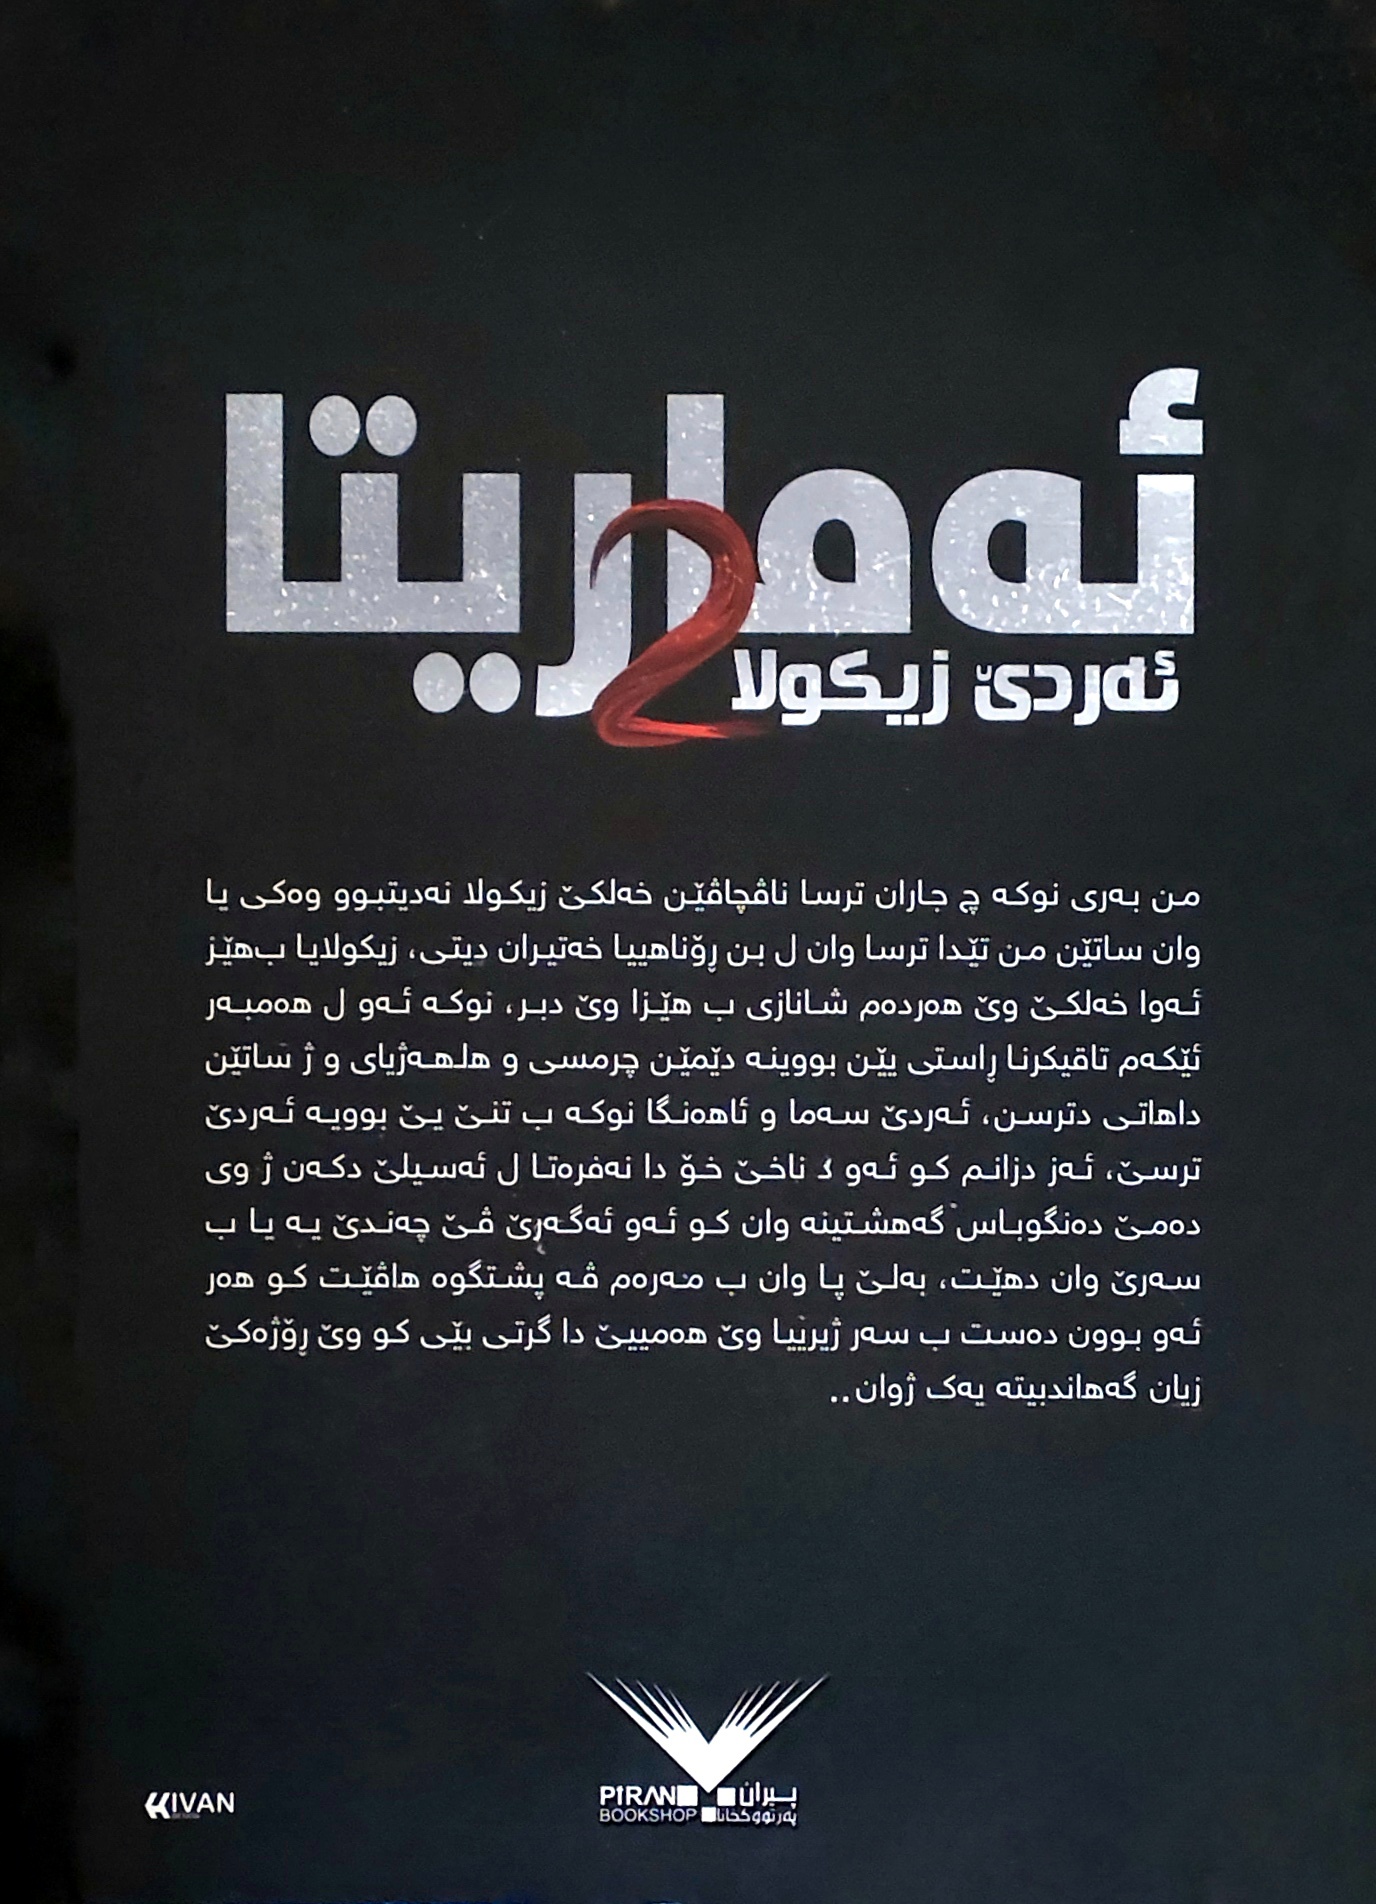 ئەماریتا
2
ئەردێ زیکولا
من بەری نوکە چ جاران ترسا ناڤچاڤێن خەلکێ زیکولا نەدیتبوو وەکی یا
وان ساتێن من تێدا ترسا وان ل بن ڕۆناهییا خەتیران دیتی، زیکولایا ب‌هێز
ئەوا خەلکێ وێ هەردەم شانازی ب هێزا وێ دبر، نوکە ئەو ل هەمبەر
ئێکەم تاقیکرنا ڕاستی یێن بووینە دێمێن چرمسی و هلهەژیای و ژ ساتێن
داهاتی دترسن، ئەردێ سەما و ئاهەنگا نوکە ب تنێ یێ بوویە ئەردێ
ترسێ، ئەز دزانم کو ئەو د ناخێ خۆ دا نەفرەتا ل ئەسیلێ دکەن ژ وی
دەمێ دەنگوباس گەهشتینە وان کو ئەو ئەگەرێ ڤێ چەندێ یە یا ب
سەرێ وان دهێت، بەلێ پا وان ب مەرەم ڤە پشتگوە هاڤێت کو هەر
ئەو بوون دەست ب سەر ژیرییا وێ هەمییێ دا گرتی بێی کو وێ ڕۆژەکێ
زیان گەهاندبیتە یەک ژوان..
پیران PIRAN
پەرتووکخانا BOOKSHOP
KIVAN